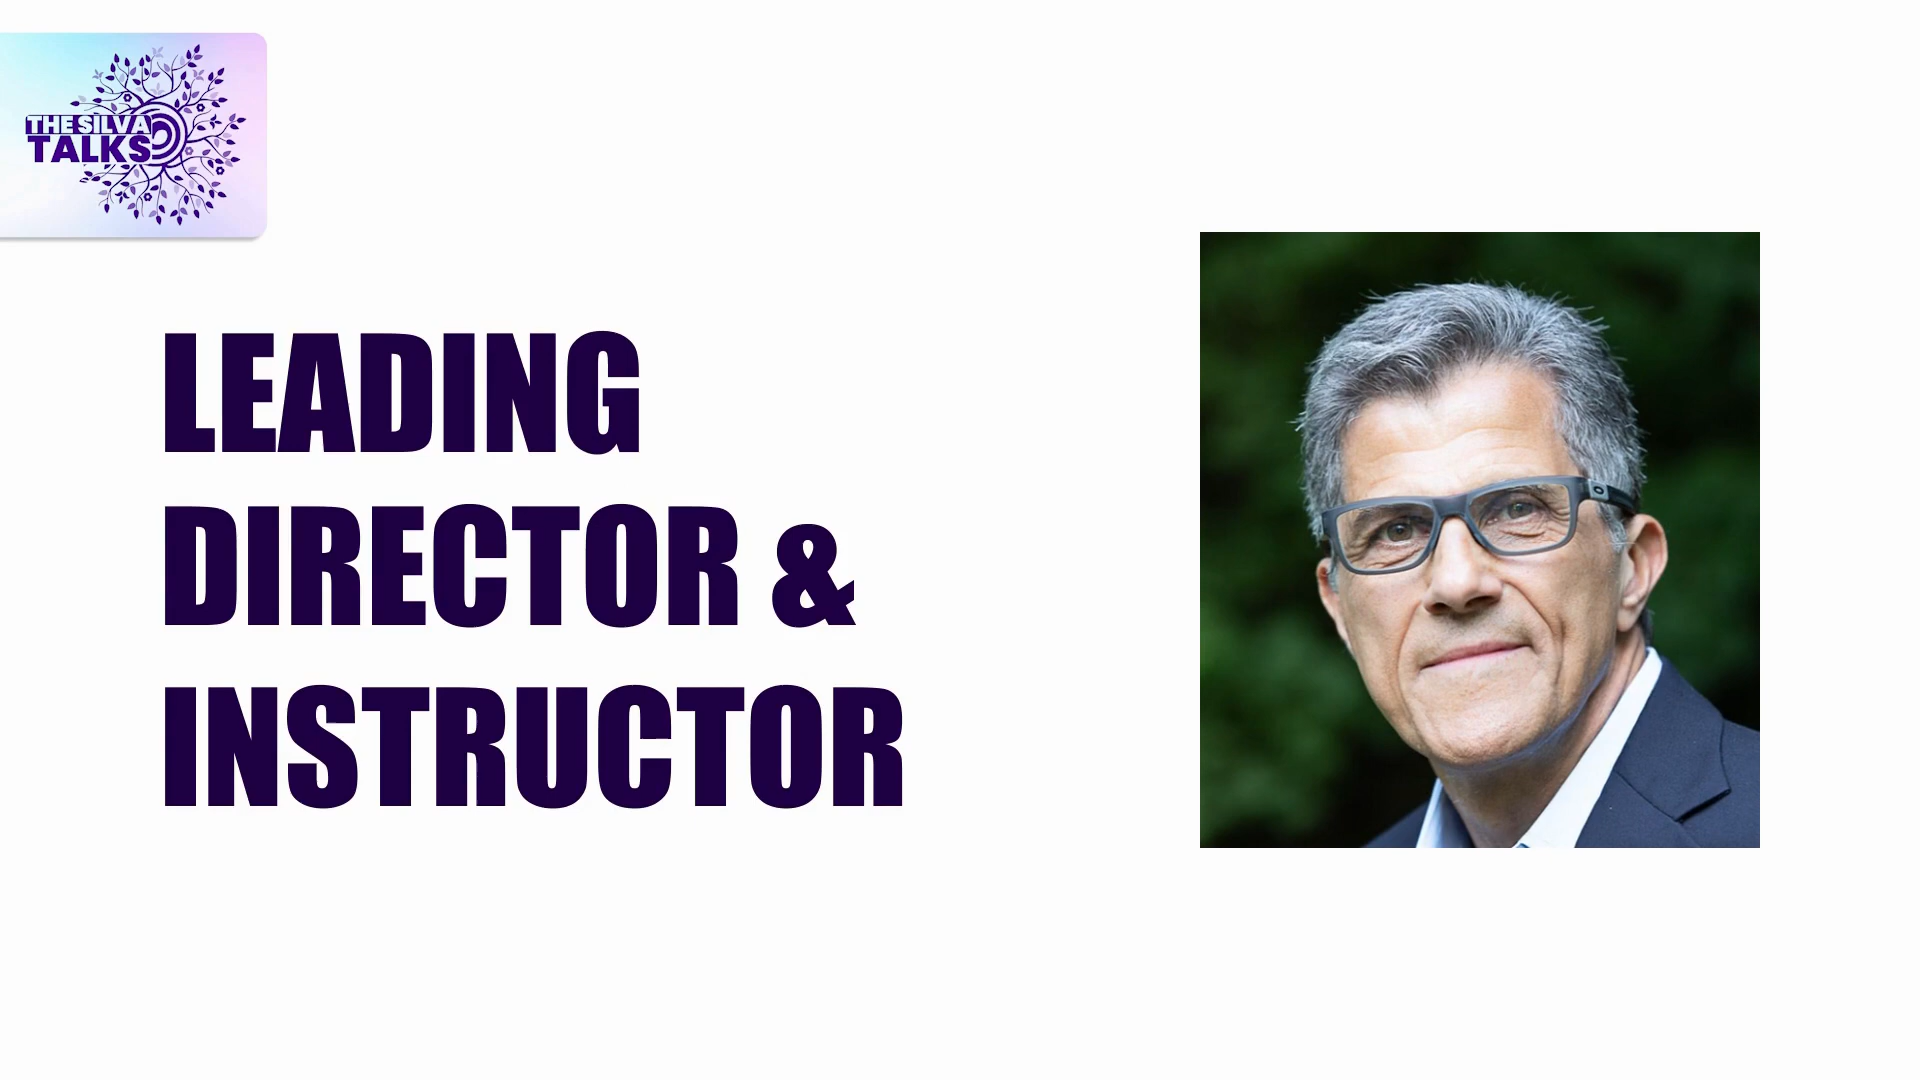 THE SILVA
TALKS
LEADING
DIRECTOR &
INSTRUCTOR